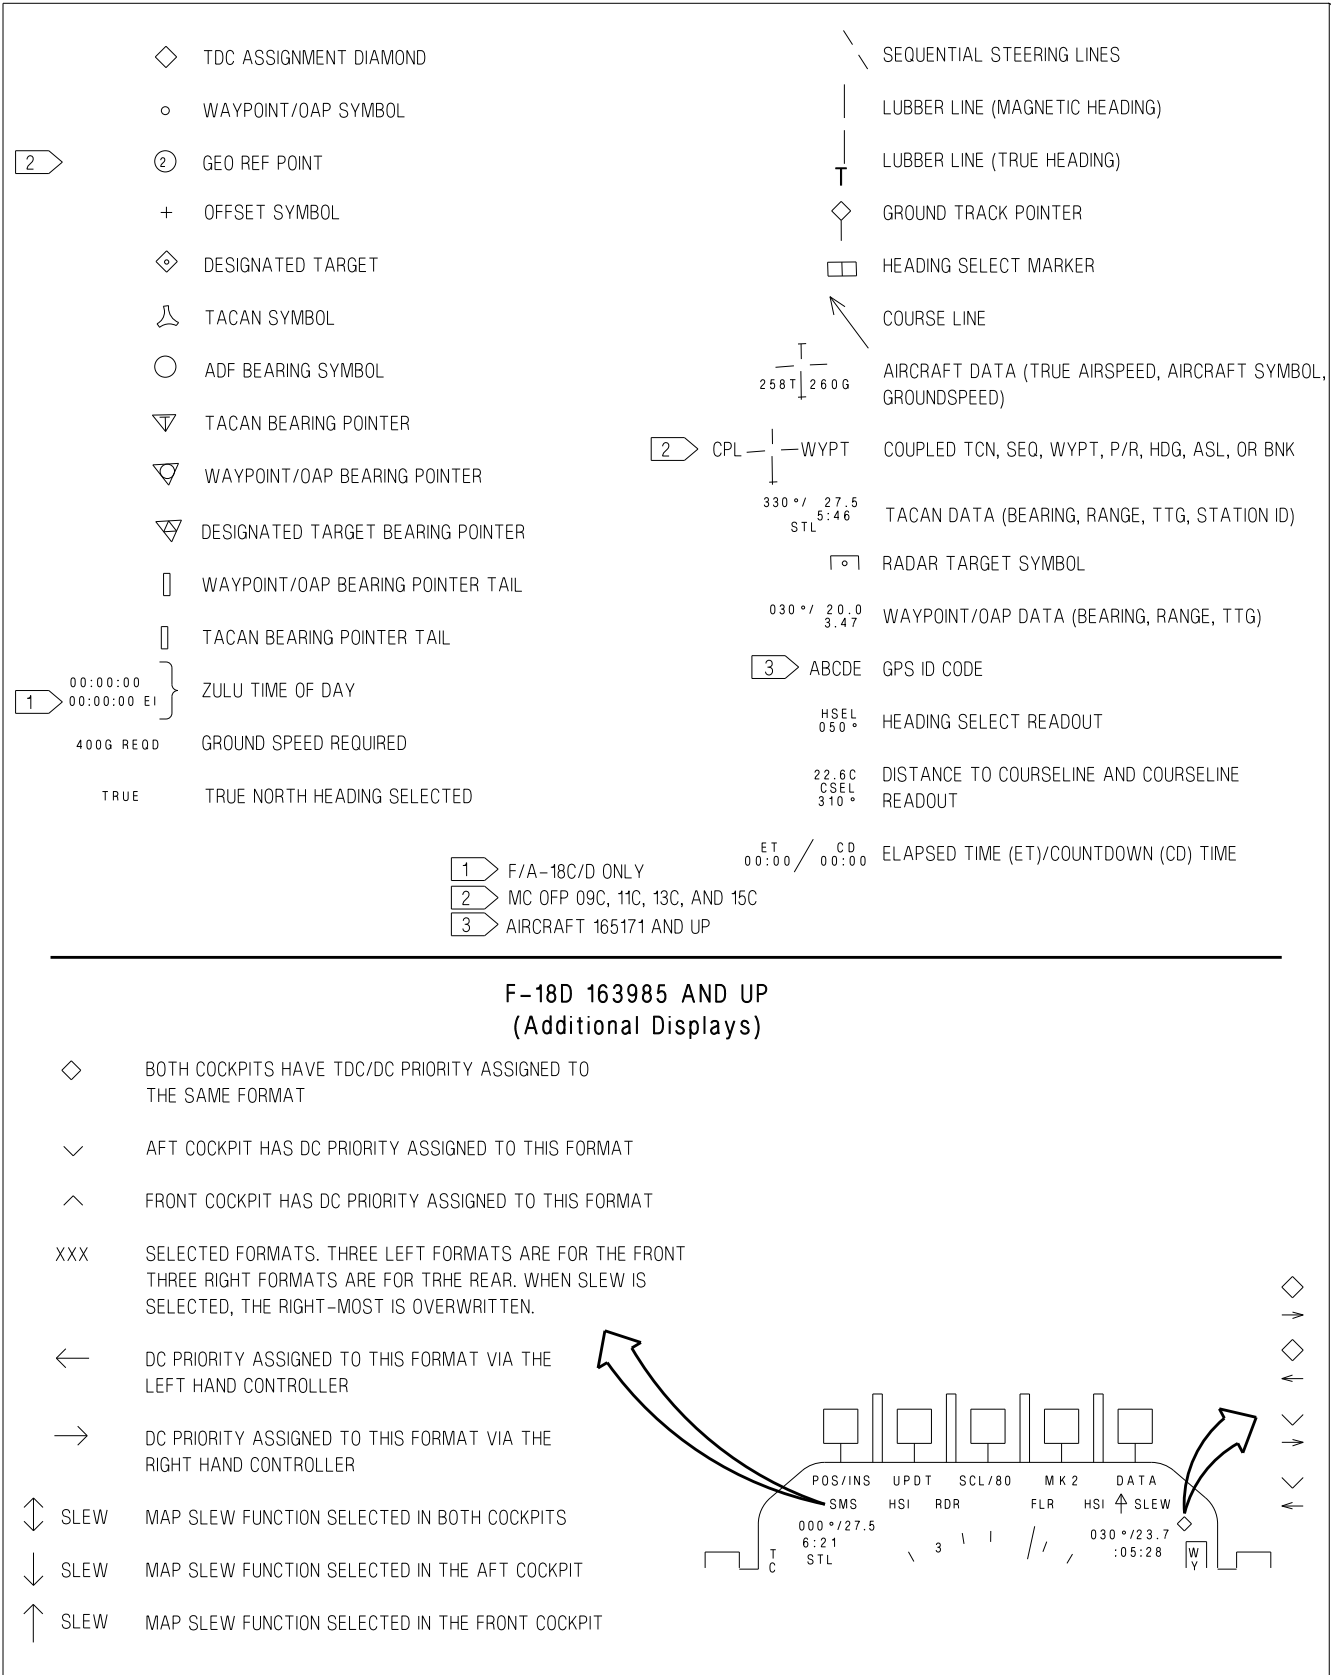 TDC ASSIGNMENT DIAMOND
WAYPOINT/OAP SYMBOL
2
2 GEO REF POINT
OFFSET SYMBOL
DESIGNATED TARGET
TACAN SYMBOL
ADF BEARING SYMBOL
T TACAN BEARING POINTER
WAYPOINT/OAP BEARING POINTER
DESIGNATED TARGET BEARING POINTER
WAYPOINT/OAP BEARING POINTER TAIL
TACAN BEARING POINTER TAIL
00:00:00
1 00:00:00 EI
ZULU TIME OF DAY
400G REQD GROUND SPEED REQUIRED
TRUE TRUE NORTH HEADING SELECTED
SEQUENTIAL STEERING LINES
LUBBER LINE (MAGNETIC HEADING)
T LUBBER LINE (TRUE HEADING)
GROUND TRACK POINTER
HEADING SELECT MARKER
COURSE LINE
258T 260G
AIRCRAFT DATA (TRUE AIRSPEED, AIRCRAFT SYMBOL,
GROUNDSPEED)
2 CPL WYPT COUPLED TCN, SEQ, WYPT, P/R, HDG, ASL, OR BNK
330°/ 27.5
5:46
STL
TACAN DATA (BEARING, RANGE, TTG, STATION ID)
RADAR TARGET SYMBOL
030°/ 20.0
3.47
WAYPOINT/OAP DATA (BEARING, RANGE, TTG)
3 ABCDE GPS ID CODE
HSEL
050°
HEADING SELECT READOUT
22.6C
CSEL
310°
DISTANCE TO COURSELINE AND COURSELINE
READOUT
ET CD
00:00 / 00:00
ELAPSED TIME (ET)/COUNTDOWN (CD) TIME
1 F/A-18C/D ONLY
2 MC OFP 09C, 11C, 13C, AND 15C
3 AIRCRAFT 165171 AND UP
F-18D 163985 AND UP
(Additional Displays)
BOTH COCKPITS HAVE TDC/DC PRIORITY ASSIGNED TO
THE SAME FORMAT
AFT COCKPIT HAS DC PRIORITY ASSIGNED TO THIS FORMAT
FRONT COCKPIT HAS DC PRIORITY ASSIGNED TO THIS FORMAT
XXX SELECTED FORMATS. THREE LEFT FORMATS ARE FOR THE FRONT
THREE RIGHT FORMATS ARE FOR TRHE REAR. WHEN SLEW IS
SELECTED, THE RIGHT-MOST IS OVERWRITTEN.
DC PRIORITY ASSIGNED TO THIS FORMAT VIA THE
LEFT HAND CONTROLLER
DC PRIORITY ASSIGNED TO THIS FORMAT VIA THE
RIGHT HAND CONTROLLER
SLEW MAP SLEW FUNCTION SELECTED IN BOTH COCKPITS
SLEW MAP SLEW FUNCTION SELECTED IN THE AFT COCKPIT
SLEW MAP SLEW FUNCTION SELECTED IN THE FRONT COCKPIT
POS/INS UPDT SCL/80 MK2 DATA
SMS HSI RDR FLR HSI SLEW
000°/27.5
6:21
STL
TC
3
030°/23.7
:05:28
WY